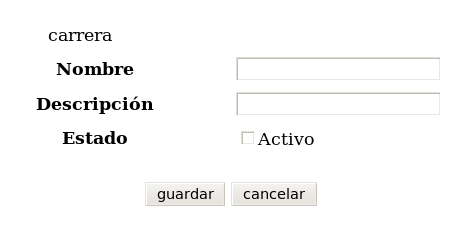 carrera
Nombre
Descripción
Estado Activo
guardar cancelar